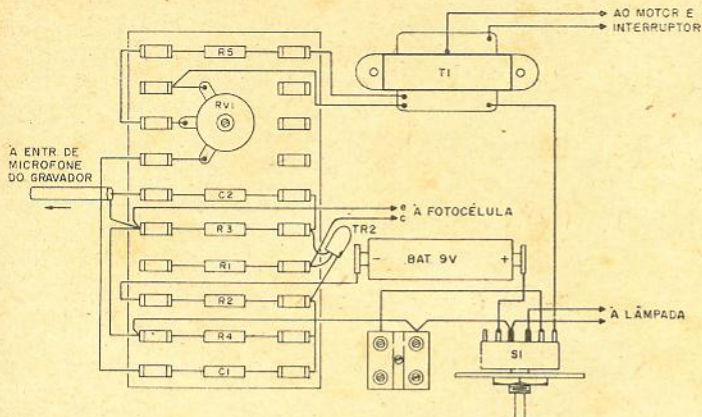 AO MOTOR E
INTERRUPTOR
R5
T1
RV1
À ENTR. DE
MICROFONE
DO GRAVADOR
C2
e
c
À FOTOCÉLULA
R3
TR2
R1
- BAT. 9V +
R2
À LÂMPADA
R4
S1
C1